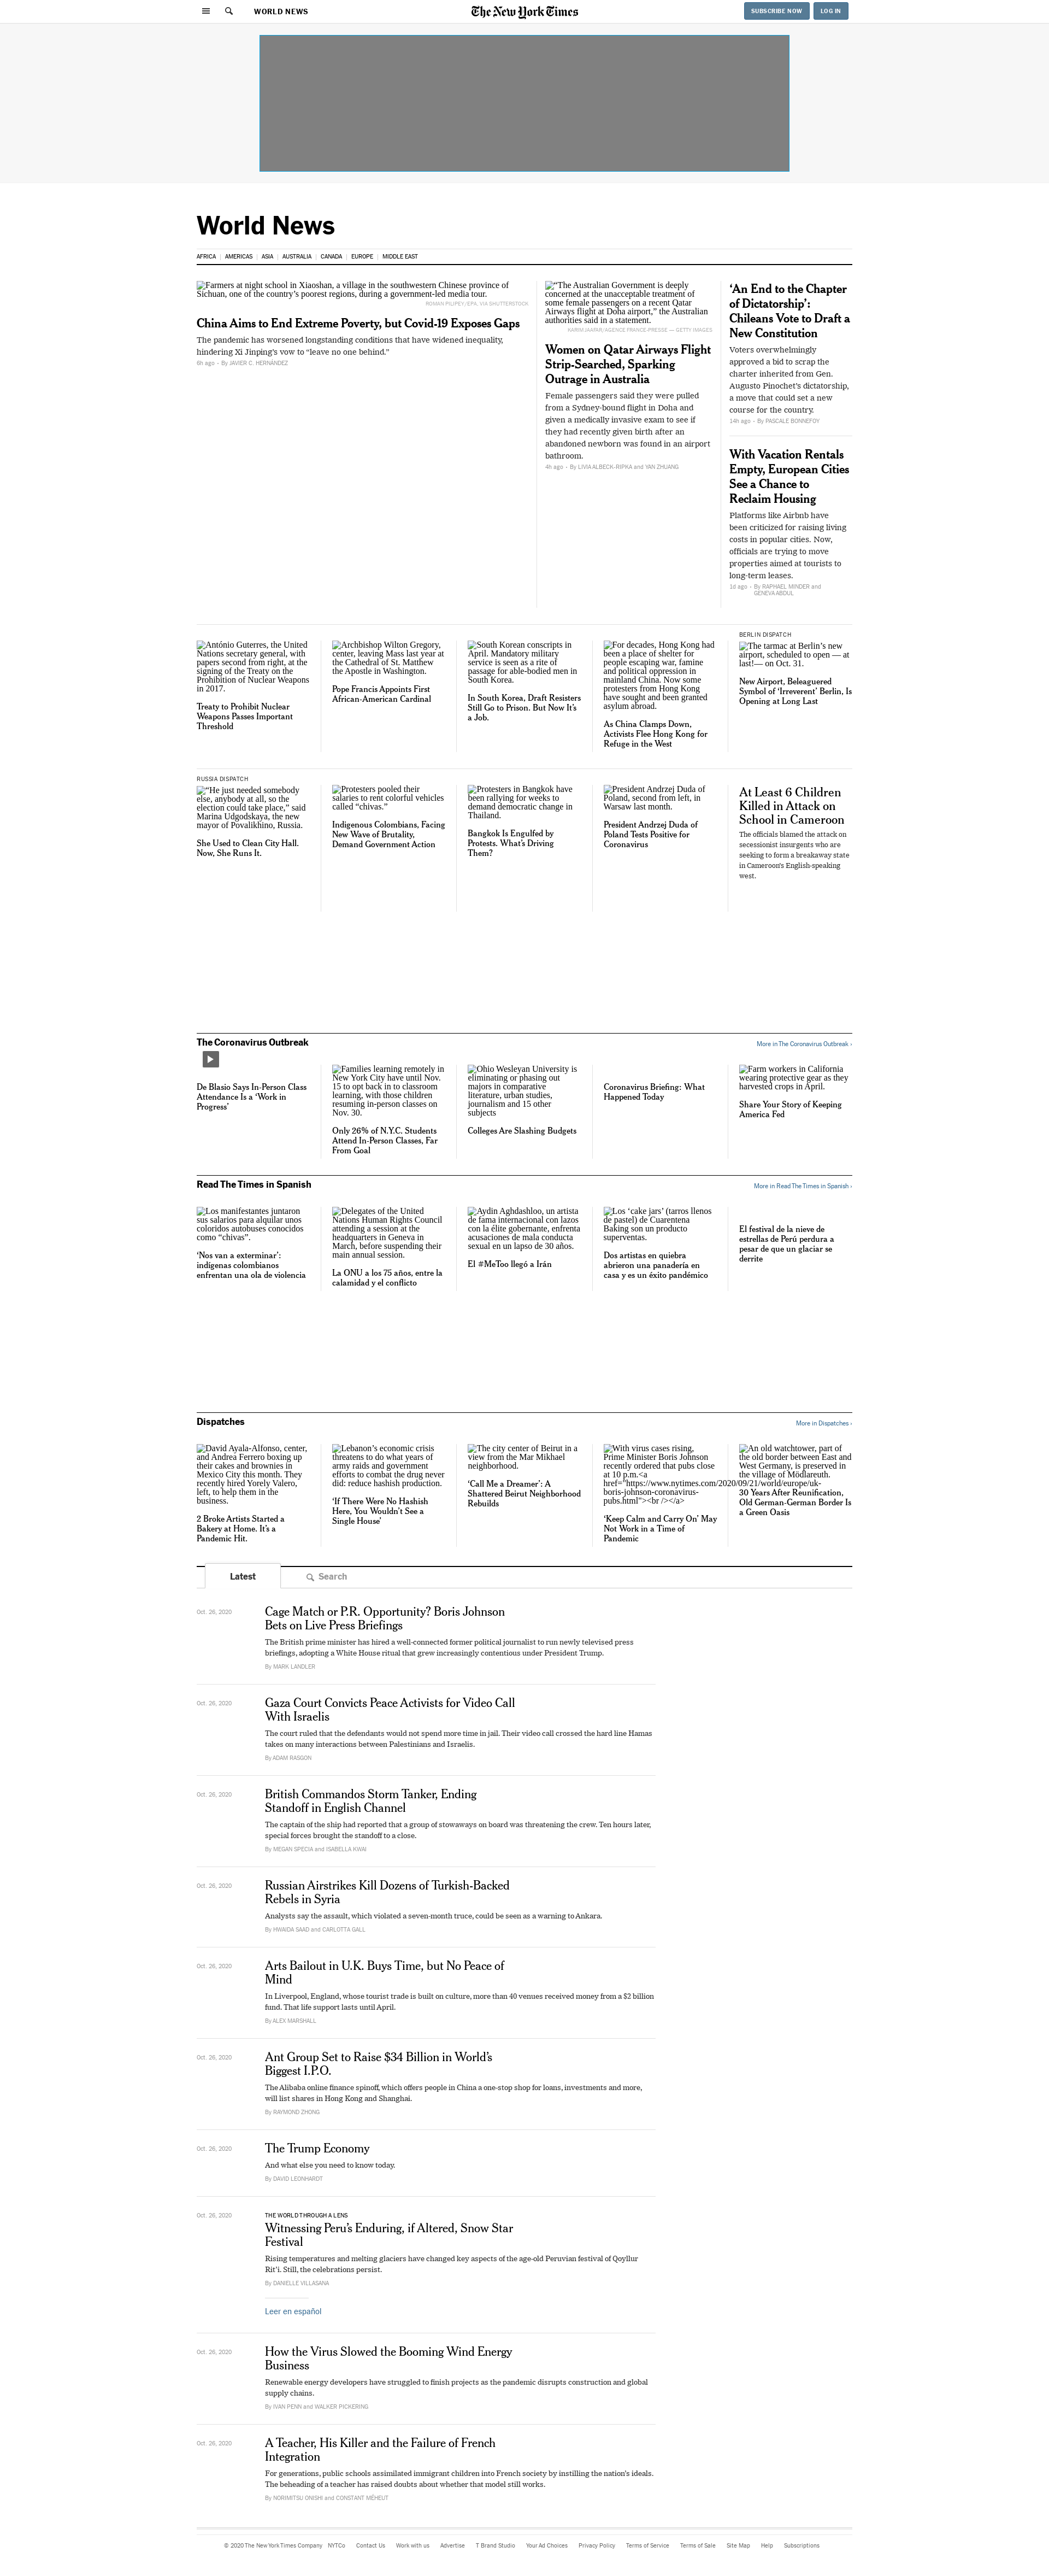 WORLD NEWS
The New York Times
SUBSCRIBE NOW
LOG IN
World News
AFRICA
AMERICAS
ASIA
AUSTRALIA
CANADA
EUROPE
MIDDLE EAST
Farmers at night school in Xiaoshan, a village in the southwestern Chinese province of
Sichuan, one of the country's poorest regions, during a government-led media tour.
ROMAN PILIPEY/EPA, VIA SHUTTERSTOCK
China Aims to End Extreme Poverty, but Covid-19 Exposes Gaps
The pandemic has worsened longstanding conditions that have widened inequality,
hindering Xi Jinping's vow to "leave no one behind."
6h ago
By JAVIER C. HERNÁNDEZ
"The Australian Government is deeply
concerned at the unacceptable treatment of
some female passengers on a recent Qatar
Airways flight at Doha airport," the Australian
authorities said in a statement.
KARIM JAAFAR/AGENCE FRANCE-PRESSE — GETTY IMAGES
Women on Qatar Airways Flight
Strip-Searched, Sparking
Outrage in Australia
Female passengers said they were pulled
from a Sydney-bound flight in Doha and
given a medically invasive exam to see if
they had recently given birth after an
abandoned newborn was found in an airport
bathroom.
4h ago
By LIVIA ALBECK-RIPKA and YAN ZHUANG
'An End to the Chapter
of Dictatorship':
Chileans Vote to Draft a
New Constitution
Voters overwhelmingly
approved a bid to scrap the
charter inherited from Gen.
Augusto Pinochet's dictatorship,
a move that could set a new
course for the country.
14h ago
By PASCALE BONNEFOY
With Vacation Rentals
Empty, European Cities
See a Chance to
Reclaim Housing
Platforms like Airbnb have
been criticized for raising living
costs in popular cities. Now,
officials are trying to move
properties aimed at tourists to
long-term leases.
1d ago
By RAPHAEL MINDER and
GENEVA ABDUL
António Guterres, the United
Nations secretary general, with
papers second from right, at the
signing of the Treaty on the
Prohibition of Nuclear Weapons
in 2017.
Treaty to Prohibit Nuclear
Weapons Passes Important
Threshold
Archbishop Wilton Gregory,
center, leaving Mass last year at
the Cathedral of St. Matthew
the Apostle in Washington.
Pope Francis Appoints First
African-American Cardinal
South Korean conscripts in
April. Mandatory military
service is seen as a rite of
passage for able-bodied men in
South Korea.
In South Korea, Draft Resisters
Still Go to Prison. But Now It's
a Job.
For decades, Hong Kong had
been a place of shelter for
people escaping war, famine
and political oppression in
mainland China. Now some
protesters from Hong Kong
have sought and been granted
asylum abroad.
As China Clamps Down,
Activists Flee Hong Kong for
Refuge in the West
BERLIN DISPATCH
The tarmac at Berlin's new
airport, scheduled to open — at
last!— on Oct. 31.
New Airport, Beleaguered
Symbol of 'Irreverent' Berlin, Is
Opening at Long Last
RUSSIA DISPATCH
"He just needed somebody
else, anybody at all, so the
election could take place," said
Marina Udgodskaya, the new
mayor of Povalikhino, Russia.
She Used to Clean City Hall.
Now, She Runs It.
Protesters pooled their
salaries to rent colorful vehicles
called "chivas."
Indigenous Colombians, Facing
New Wave of Brutality,
Demand Government Action
Protesters in Bangkok have
been rallying for weeks to
demand democratic change in
Thailand.
Bangkok Is Engulfed by
Protests. What's Driving
Them?
President Andrzej Duda of
Poland, second from left, in
Warsaw last month.
President Andrzej Duda of
Poland Tests Positive for
Coronavirus
At Least 6 Children
Killed in Attack on
School in Cameroon
The officials blamed the attack on
secessionist insurgents who are
seeking to form a breakaway state
in Cameroon's English-speaking
west.
The Coronavirus Outbreak
More in The Coronavirus Outbreak ›
De Blasio Says In-Person Class
Attendance Is a 'Work in
Progress'
Families learning remotely in
New York City have until Nov.
15 to opt back in to classroom
learning, with those children
resuming in-person classes on
Nov. 30.
Only 26% of N.Y.C. Students
Attend In-Person Classes, Far
From Goal
Ohio Wesleyan University is
eliminating or phasing out
majors in comparative
literature, urban studies,
journalism and 15 other
subjects
Colleges Are Slashing Budgets
Coronavirus Briefing: What
Happened Today
Farm workers in California
wearing protective gear as they
harvested crops in April.
Share Your Story of Keeping
America Fed
Read The Times in Spanish
More in Read The Times in Spanish ›
Los manifestantes juntaron
sus salarios para alquilar unos
coloridos autobuses conocidos
como "chivas".
'Nos van a exterminar':
indígenas colombianos
enfrentan una ola de violencia
Delegates of the United
Nations Human Rights Council
attending a session at the
headquarters in Geneva in
March, before suspending their
main annual session.
La ONU a los 75 años, entre la
calamidad y el conflicto
Aydin Aghdashloo, un artista
de fama internacional con lazos
con la élite gobernante, enfrenta
acusaciones de mala conducta
sexual en un lapso de 30 años.
El #MeToo llegó a Irán
Los 'cake jars' (tarros llenos
de pastel) de Cuarentena
Baking son un producto
superventas.
Dos artistas en quiebra
abrieron una panadería en
casa y es un éxito pandémico
El festival de la nieve de
estrellas de Perú perdura a
pesar de que un glaciar se
derrite
Dispatches
More in Dispatches ›
David Ayala-Alfonso, center,
and Andrea Ferrero boxing up
their cakes and brownies in
Mexico City this month. They
recently hired Yorely Valero,
left, to help them in the
business.
2 Broke Artists Started a
Bakery at Home. It's a
Pandemic Hit.
Lebanon's economic crisis
threatens to do what years of
army raids and government
efforts to combat the drug never
did: reduce hashish production.
'If There Were No Hashish
Here, You Wouldn't See a
Single House'
The city center of Beirut in a
view from the Mar Mikhael
neighborhood.
'Call Me a Dreamer': A
Shattered Beirut Neighborhood
Rebuilds
With virus cases rising,
Prime Minister Boris Johnson
recently ordered that pubs close
at 10 p.m.<a
href="https://www.nytimes.com/2020/09/21/world/europe/uk-
boris-johnson-coronavirus-
pubs.html"><br /></a>
'Keep Calm and Carry On' May
Not Work in a Time of
Pandemic
An old watchtower, part of
the old border between East and
West Germany, is preserved in
the village of Mödlareuth.
30 Years After Reunification,
Old German-German Border Is
a Green Oasis
Latest
Search
Oct. 26, 2020
Cage Match or P.R. Opportunity? Boris Johnson
Bets on Live Press Briefings
The British prime minister has hired a well-connected former political journalist to run newly televised press
briefings, adopting a White House ritual that grew increasingly contentious under President Trump.
By MARK LANDLER
Oct. 26, 2020
Gaza Court Convicts Peace Activists for Video Call
With Israelis
The court ruled that the defendants would not spend more time in jail. Their video call crossed the hard line Hamas
takes on many interactions between Palestinians and Israelis.
By ADAM RASGON
Oct. 26, 2020
British Commandos Storm Tanker, Ending
Standoff in English Channel
The captain of the ship had reported that a group of stowaways on board was threatening the crew. Ten hours later,
special forces brought the standoff to a close.
By MEGAN SPECIA and ISABELLA KWAI
Oct. 26, 2020
Russian Airstrikes Kill Dozens of Turkish-Backed
Rebels in Syria
Analysts say the assault, which violated a seven-month truce, could be seen as a warning to Ankara.
By HWAIDA SAAD and CARLOTTA GALL
Oct. 26, 2020
Arts Bailout in U.K. Buys Time, but No Peace of
Mind
In Liverpool, England, whose tourist trade is built on culture, more than 40 venues received money from a $2 billion
fund. That life support lasts until April.
By ALEX MARSHALL
Oct. 26, 2020
Ant Group Set to Raise $34 Billion in World's
Biggest I.P.O.
The Alibaba online finance spinoff, which offers people in China a one-stop shop for loans, investments and more,
will list shares in Hong Kong and Shanghai.
By RAYMOND ZHONG
Oct. 26, 2020
The Trump Economy
And what else you need to know today.
By DAVID LEONHARDT
Oct. 26, 2020
THE WORLD THROUGH A LENS
Witnessing Peru's Enduring, if Altered, Snow Star
Festival
Rising temperatures and melting glaciers have changed key aspects of the age-old Peruvian festival of Qoyllur
Rit'i. Still, the celebrations persist.
By DANIELLE VILLASANA
Leer en español
Oct. 26, 2020
How the Virus Slowed the Booming Wind Energy
Business
Renewable energy developers have struggled to finish projects as the pandemic disrupts construction and global
supply chains.
By IVAN PENN and WALKER PICKERING
Oct. 26, 2020
A Teacher, His Killer and the Failure of French
Integration
For generations, public schools assimilated immigrant children into French society by instilling the nation's ideals.
The beheading of a teacher has raised doubts about whether that model still works.
By NORIMITSU ONISHI and CONSTANT MÉHEUT
© 2020 The New York Times Company
NYTCo
Contact Us
Work with us
Advertise
T Brand Studio
Your Ad Choices
Privacy Policy
Terms of Service
Terms of Sale
Site Map
Help
Subscriptions